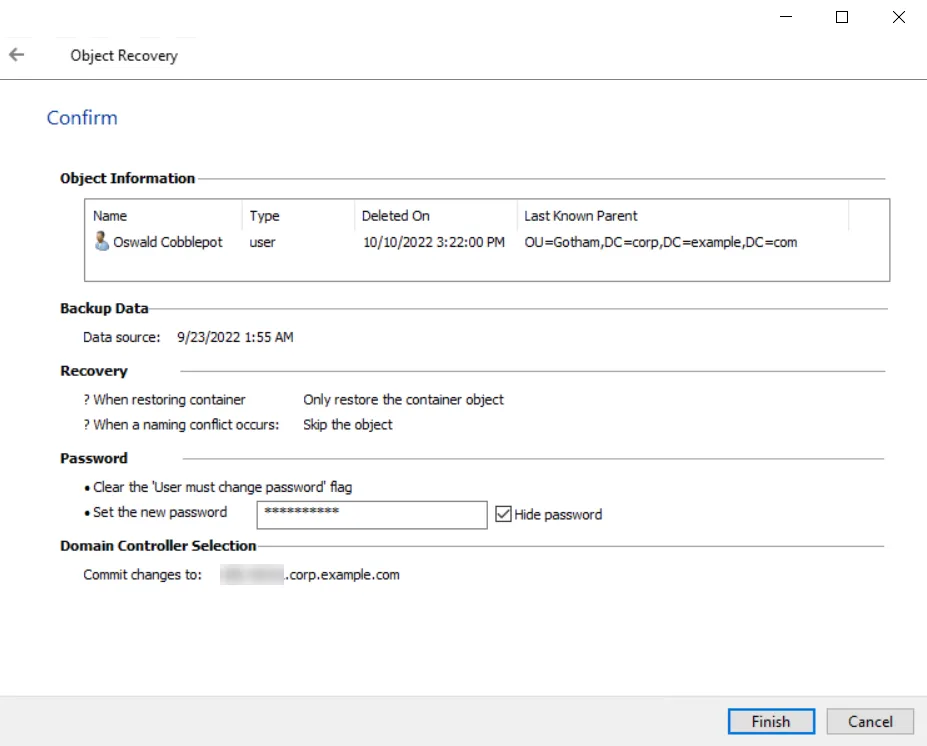 Object Recovery
Confirm
Object Information
Name Type Deleted On Last Known Parent
Oswald Cobblepot user 10/10/2022 3:22:00 PM OU=Gotham,DC=corp,DC=example,DC=com
Backup Data
Data source: 9/23/2022 1:55 AM
Recovery
? When restoring container Only restore the container object
? When a naming conflict occurs: Skip the object
Password
• Clear the 'User must change password' flag
• Set the new password ********** Hide password
Domain Controller Selection
Commit changes to: .corp.example.com
Finish Cancel